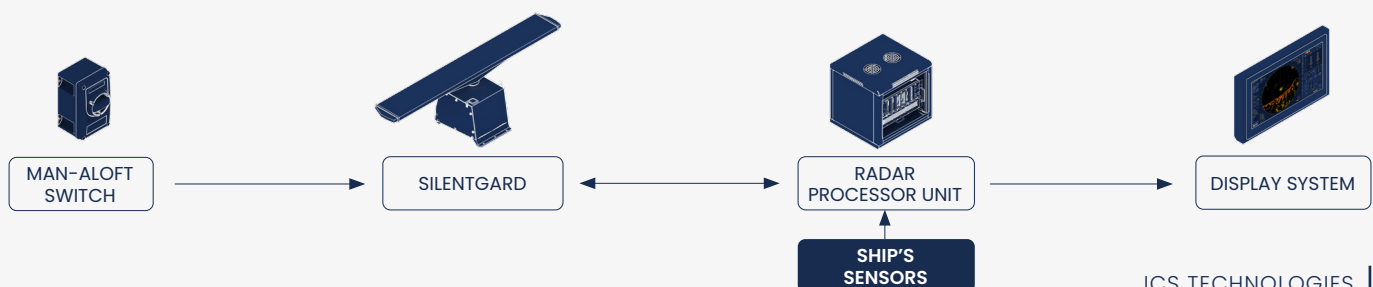 MAN-ALOFT
SWITCH
SILENTGARD
RADAR
PROCESSOR UNIT
DISPLAY SYSTEM
SHIP'S
SENSORS
ICS TECHNOLOGIES